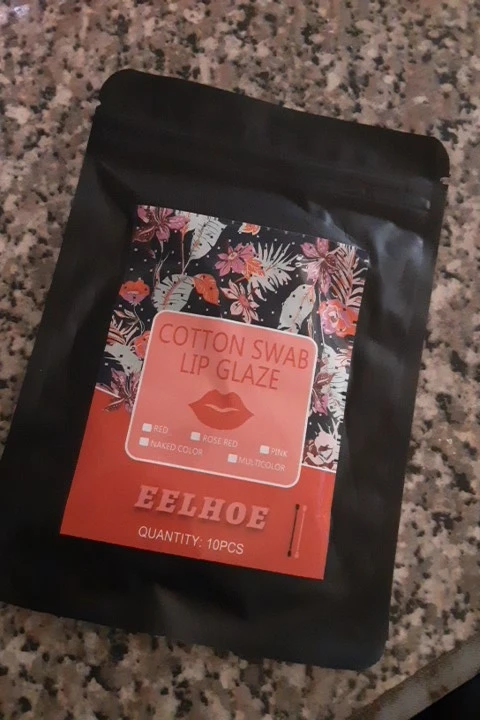 COTTON SWAB
LIP GLAZE
RED
ROSE RED
PINK
NAKED COLOR
MULTICOLOR
EELHOE
QUANTITY: 10PCS